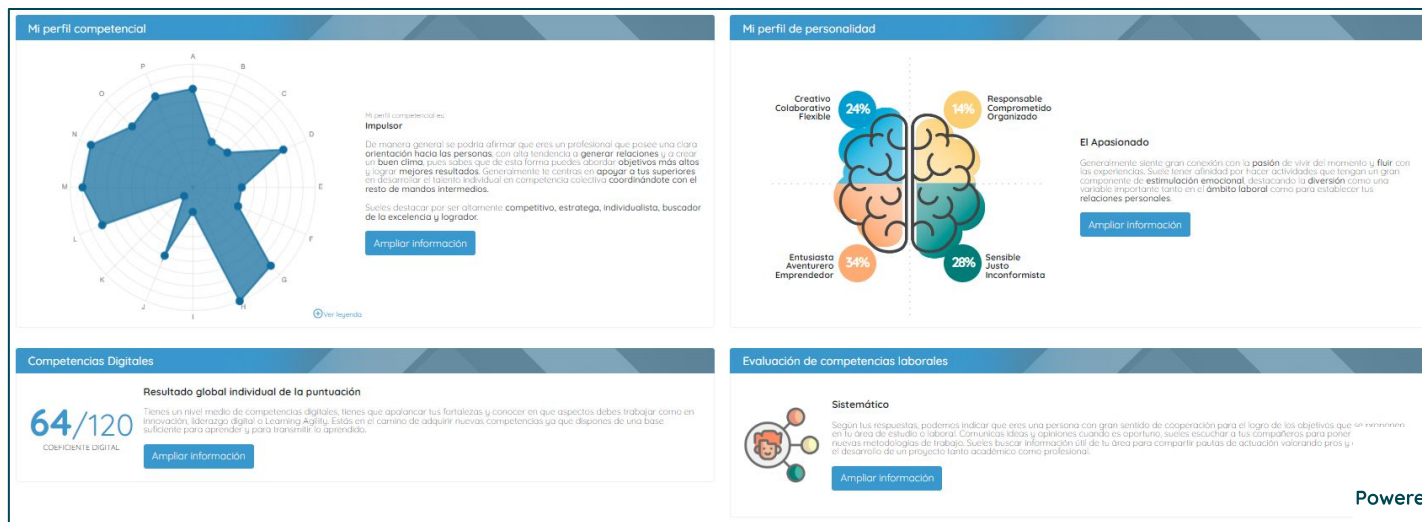 Mi perfil competencial
P
A
B
O
C
N
D
M
E
L
F
K
G
J
I
H
Ver leyenda
Mi perfil competencial es:
Impulsor
De manera general se podría afirmar que eres un profesional que posee una clara
orientación hacia las personas, con alta tendencia a generar relaciones y a crear
un buen clima, pues sabes que de esta forma puedes abordar objetivos más altos
y lograr mejores resultados. Generalmente te centras en apoyar a tus superiores
en desarrollar el talento individual en competencia colectiva coordinándote con el
resto de mandos intermedios.
Sueles destacar por ser altamente competitivo, estratega, individualista, buscador
de la excelencia y logrador.
Ampliar información
Mi perfil de personalidad
Creativo
Colaborativo
Flexible
24%
14%
Responsable
Comprometido
Organizado
Entusiasta
Aventurero
Emprendedor
34%
28%
Sensible
Justo
Inconformista
El Apasionado
Generalmente siente gran conexión con la pasión de vivir del momento y fluir con
las experiencias. Suele tener afinidad por hacer actividades que tengan un gran
componente de estimulación emocional, destacando la diversión como una
variable importante tanto en el ámbito laboral como para establecer tus
relaciones personales.
Ampliar información
Competencias Digitales
64/120
COEFICIENTE DIGITAL
Resultado global individual de la puntuación
Tienes un nivel medio de competencias digitales, tienes que apalancar tus fortalezas y conocer en que aspectos debes trabajar como en
innovación, liderazgo digital o Learning Agility. Estás en el camino de adquirir nuevas competencias ya que dispones de una base
suficiente para aprender y para transmitir lo aprendido.
Ampliar información
Evaluación de competencias laborales
Sistemático
Según tus respuestas, podemos indicar que eres una persona con gran sentido de cooperación para el logro de los objetivos que se proponen
en tu área de estudio o laboral. Comunicas ideas y opiniones cuando es oportuno, sueles escuchar a tus compañeros para poner
nuevas metodologías de trabajo. Sueles buscar información útil de tu área para compartir pautas de actuación valorando pros y
el desarrollo de un proyecto tanto académico como profesional.
Ampliar información
Powere